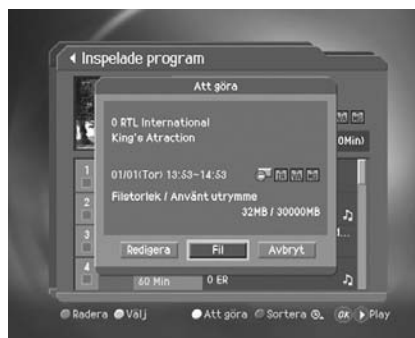 Inspelade program
Att göra
0 RTL International
King's Atraction
0Min)
01/01(Tor) 13:53~14:53
Filstorlek / Använt utrymme
32MB / 30000MB
1
2
3
4
Redigera Fil Avbryt
60 Min 0 ER
Radera Välj Att göra Sortera OK Play